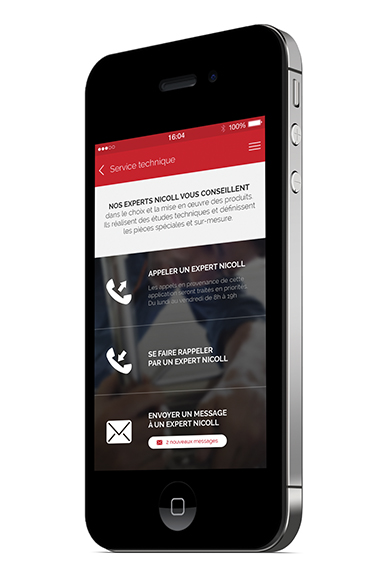 16:04
100%
Service technique
NOS EXPERTS NICOLL VOUS CONSEILLENT
dans le choix et la mise en œuvre des produits.
Ils réalisent des études techniques et définissent
les pièces spéciales et sur-mesure.
APPELER UN EXPERT NICOLL
Les appels en provenance de cette
application seront traités en priorités.
Du lundi au vendredi de 8h à 19h
SE FAIRE RAPPELER
PAR UN EXPERT NICOLL
ENVOYER UN MESSAGE
À UN EXPERT NICOLL
2 nouveaux messages